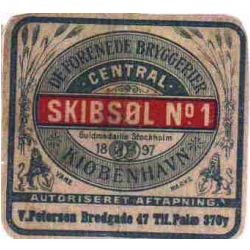 DE FORENEDE BRYGGERIER
CENTRAL
SKIBSØL Nº 1
Guldmedaille Stockholm
18 97
KIØBENHAVN
AUTORISERET AFTAPNING.
V. Petersen Bredgade 47 Tlf. Palæ 370y